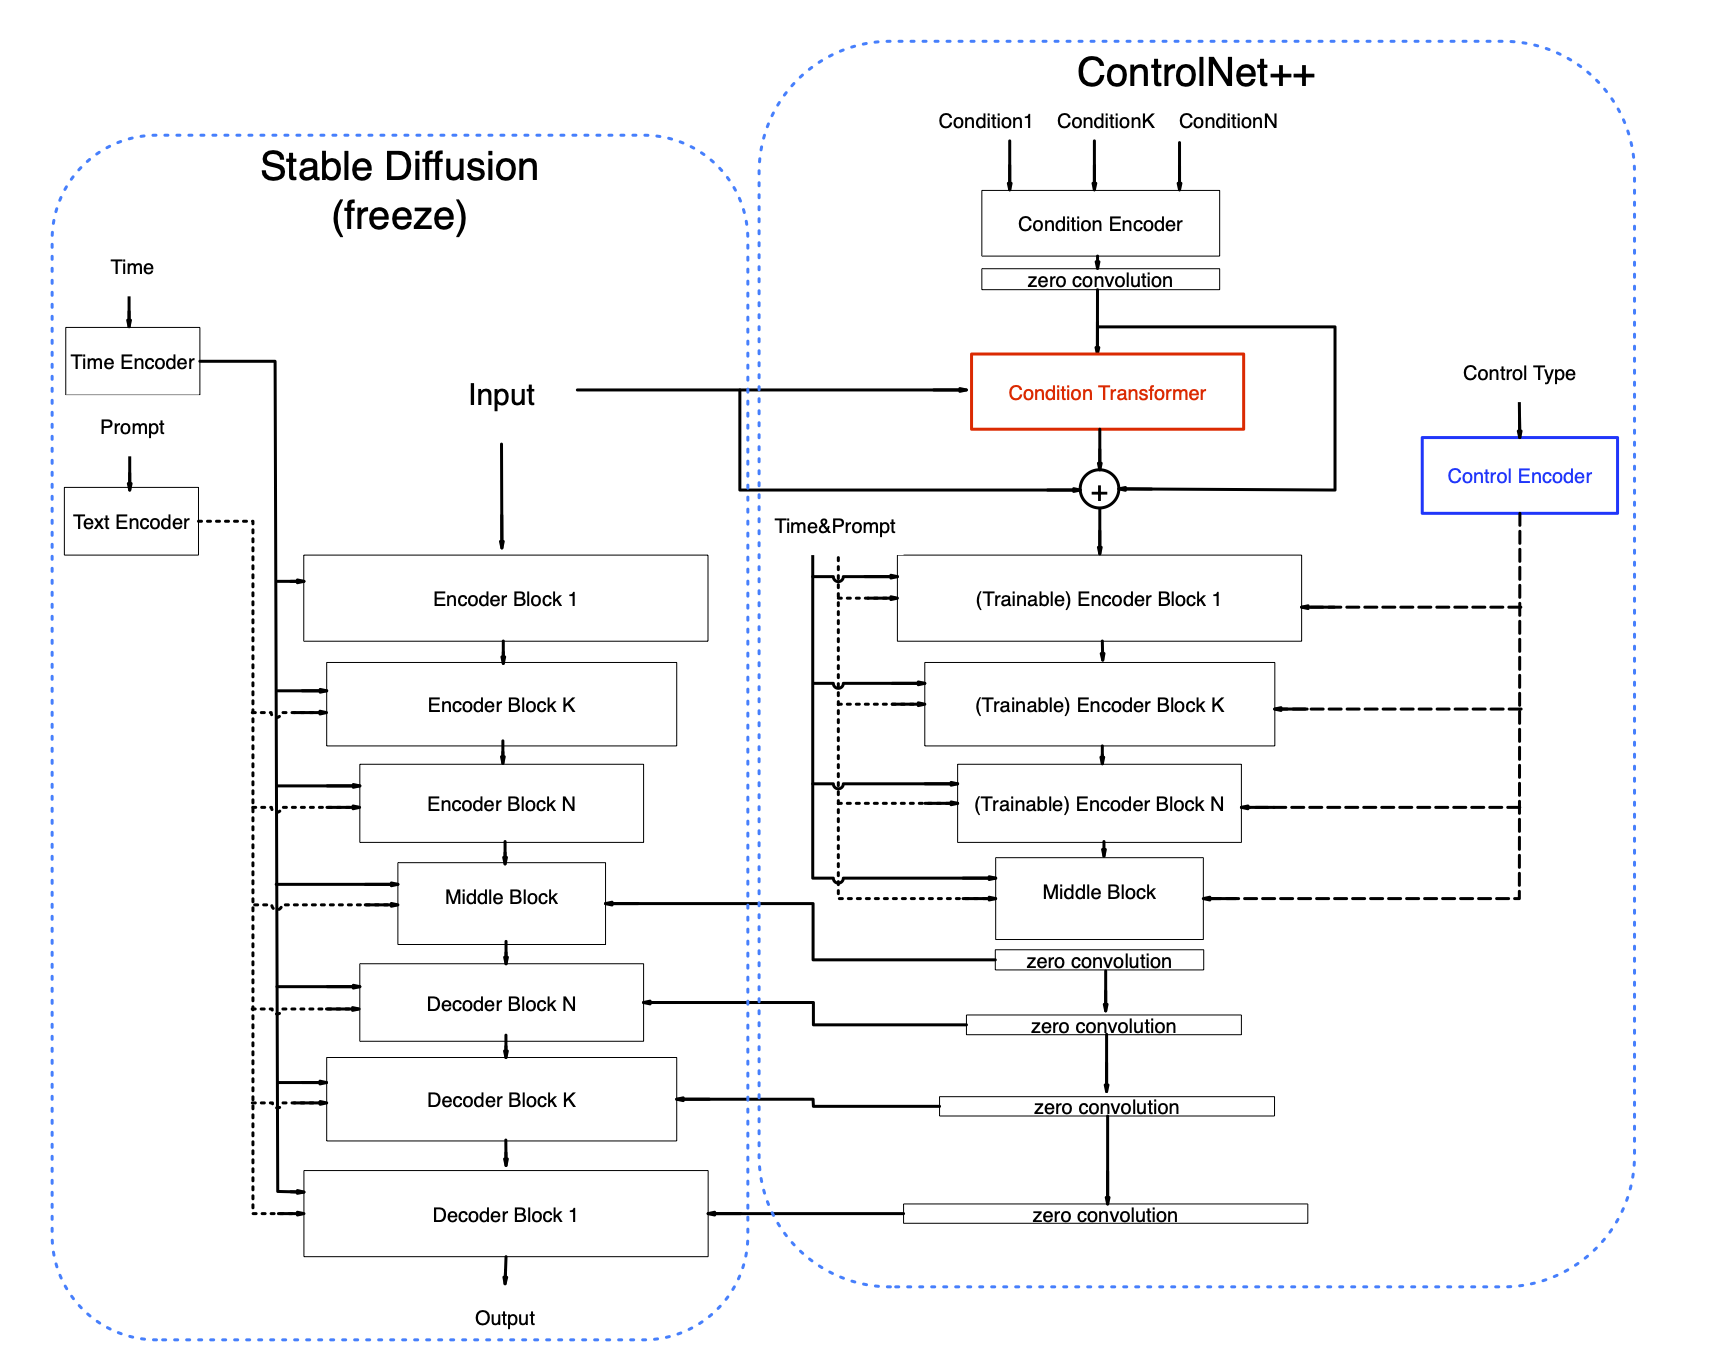 ControlNet++
Condition1 ConditionK ConditionN
Stable Diffusion
(freeze)
Condition Encoder
zero convolution
Time
Time Encoder
Input
Condition Transformer
Control Type
Control Encoder
Prompt
Text Encoder
+
Time&Prompt
Encoder Block 1
(Trainable) Encoder Block 1
Encoder Block K
(Trainable) Encoder Block K
Encoder Block N
(Trainable) Encoder Block N
Middle Block
Middle Block
zero convolution
Decoder Block N
zero convolution
Decoder Block K
zero convolution
Decoder Block 1
zero convolution
Output